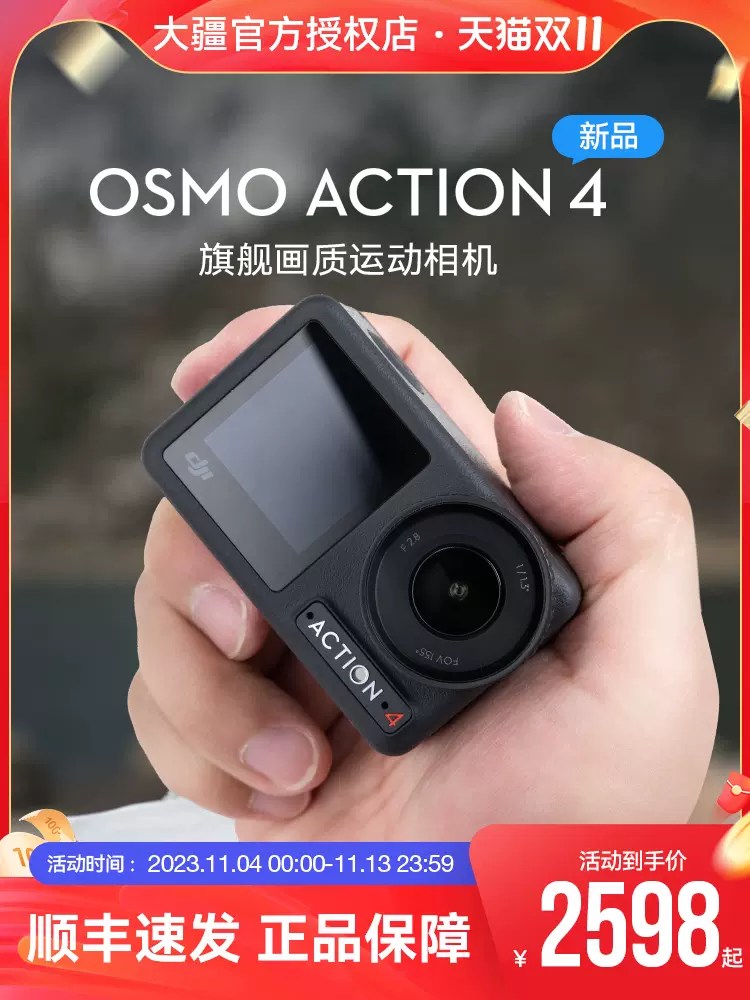 大疆官方授权店·天猫双11
新品
OSMO ACTION 4
旗舰画质运动相机
dji
F2.8
1/1.3"
FOV 155°
ACTION 4
100
活动时间：2023.11.04 00:00-11.13 23:59
活动到手价
顺丰速发 正品保障
¥2598起